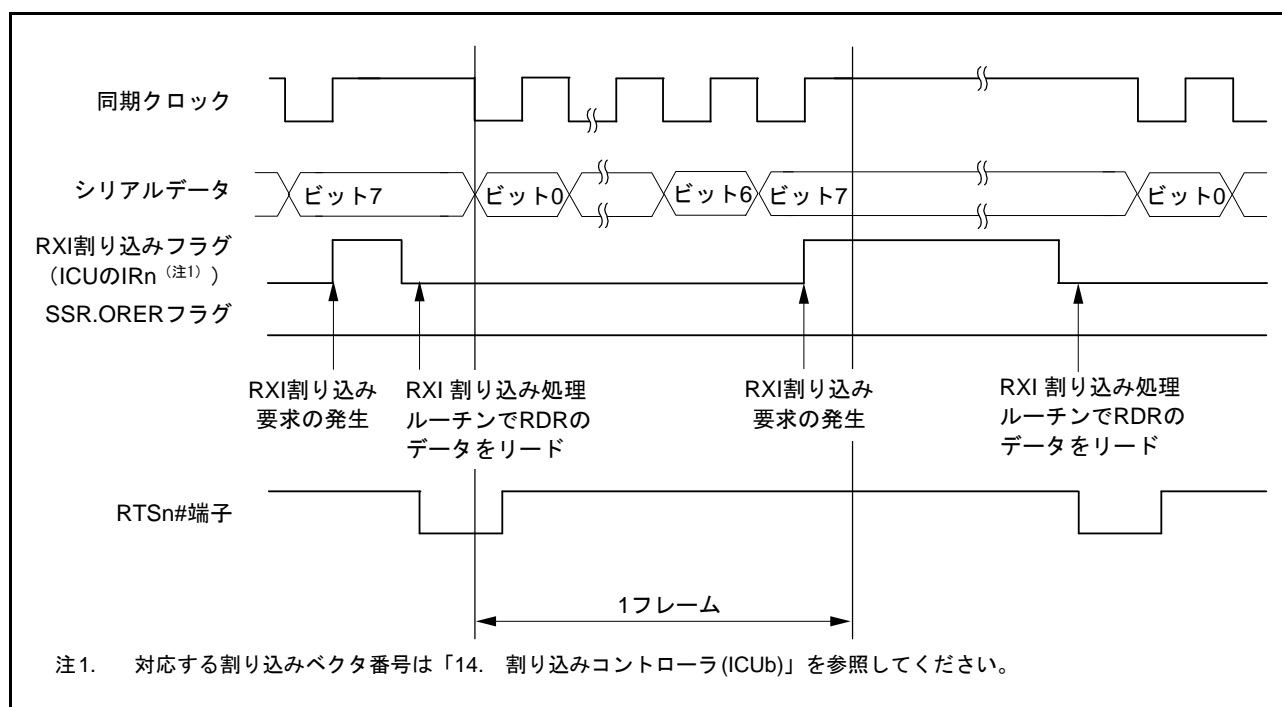 同期クロック
シリアルデータ
ビット7
ビット0
ビット6
ビット7
ビット0
RXI割り込みフラグ
（ICUのIRn（注1））
SSR.ORERフラグ
RXI割り込み
要求の発生
RXI 割り込み処理
ルーチンでRDRの
データをリード
RXI割り込み
要求の発生
RXI 割り込み処理
ルーチンでRDRの
データをリード
RTSn#端子
1フレーム
注1. 対応する割り込みベクタ番号は「14. 割り込みコントローラ(ICUb)」を参照してください。